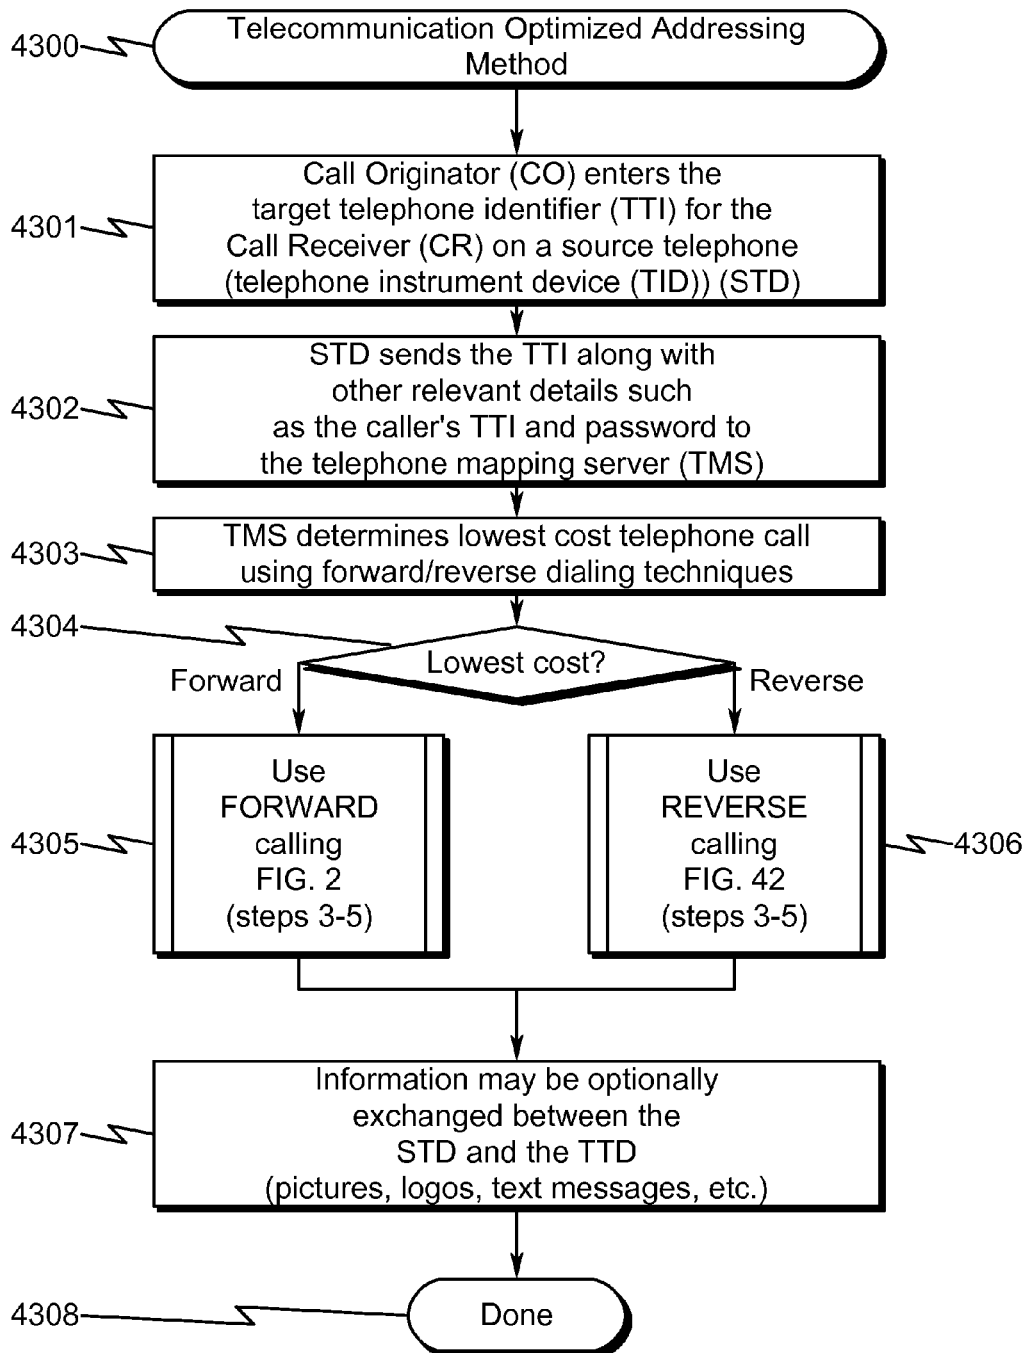 4300
Telecommunication Optimized Addressing
Method
4301
Call Originator (CO) enters the
target telephone identifier (TTI) for the
Call Receiver (CR) on a source telephone
(telephone instrument device (TID)) (STD)
4302
STD sends the TTI along with
other relevant details such
as the caller's TTI and password to
the telephone mapping server (TMS)
4303
TMS determines lowest cost telephone call
using forward/reverse dialing techniques
4304
Lowest cost?
Forward
Reverse
4305
Use
FORWARD
calling
FIG. 2
(steps 3-5)
Use
REVERSE
calling
FIG. 42
(steps 3-5)
4306
4307
Information may be optionally
exchanged between the
STD and the TTD
(pictures, logos, text messages, etc.)
4308
Done